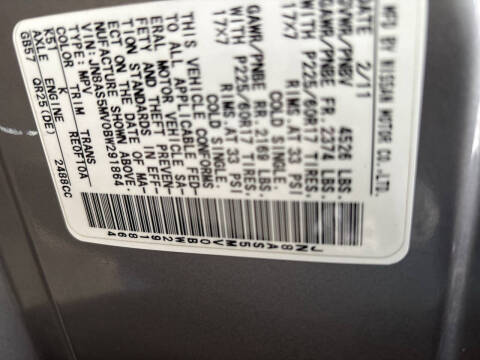 MFD BY NISSAN MOTOR CO.,LTD.
DATE 2/11
GVWR/PNBV 4526 LBS.
GAWR/PNBE FR. 2374 LBS.
P225/60R17 TIRES.
17X7 RIMS.AT 33 PSI
COLD SINGLE.
GAWR/PNBE RR. 2169 LBS.
P225/60R17 TIRES.
17X7 RIMS.AT 33 PSI
COLD SINGLE.
THIS VEHICLE CONFORMS
TO ALL APPLICABLE FED-
ERAL MOTOR VEHICLE SA-
FETY AND THEFT PREVEN-
TION STANDARDS IN EFF-
ECT ON THE DATE OF MA-
NUFACTURE SHOWN ABOVE.
VIN:JN8AS5MV0BW291864
TYPE: MPV
COLOR TRIM TRANS
K51 K RE0F10A
AXLE ENGINE
GB57 QR25(DE) 2488CC
JN8AS5MV0BW291864